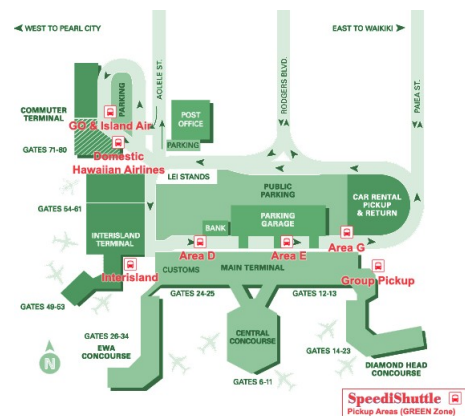 WEST TO PEARL CITY
EAST TO WAIKIKI
AOLELE ST.
RODGERS BLVD.
PAIEA ST.
PARKING
COMMUTER
TERMINAL
GO & Island Air
POST
OFFICE
PARKING
Domestic
Hawaiian Airlines
GATES 71-80
LEI STANDS
PUBLIC
PARKING
CAR RENTAL
PICKUP
& RETURN
GATES 54-61
PARKING
GARAGE
BANK
INTERISLAND
TERMINAL
Area D
Area E
Area G
Interisland
CUSTOMS
MAIN TERMINAL
Group Pickup
GATES 24-25
GATES 12-13
GATES 49-53
GATES 26-34
EWA
CONCOURSE
CENTRAL
CONCOURSE
GATES 14-23
DIAMOND HEAD
CONCOURSE
N
GATES 6-11
SpeediShuttle
Pickup Areas (GREEN Zone)